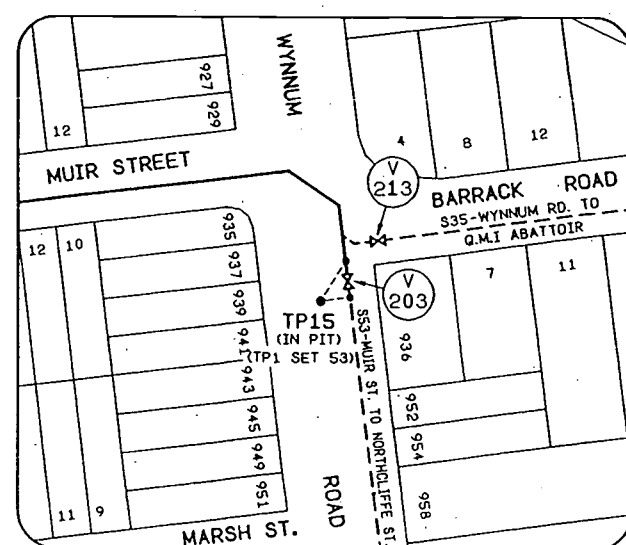 WYNNUM
927
929
12
4
8
12
MUIR STREET
V
213
BARRACK ROAD
S35-WYNNUM RD. TO
Q.M.I ABATTOIR
12
10
935
937
939
941
943
945
949
951
7
11
V
203
TP15
(IN PIT)
(TP1 SET 53)
S53-MUIR ST. TO NORTHCLIFFE ST.
936
952
954
958
11
9
ROAD
MARSH ST.